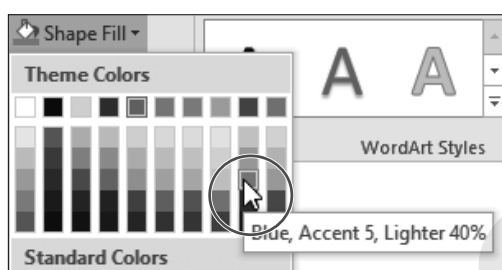 Shape Fill
Theme Colors
A A A
WordArt Styles
Blue, Accent 5, Lighter 40%
Standard Colors